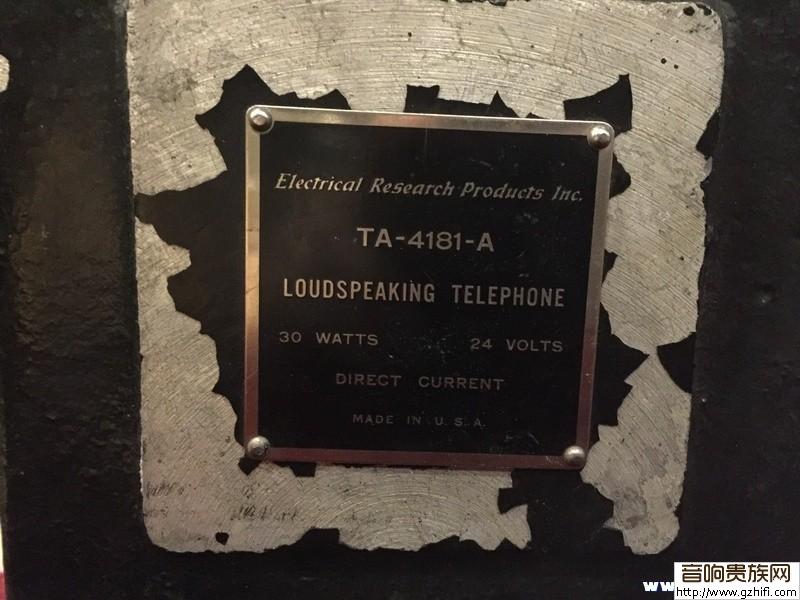 Electrical Research Products Inc.
TA-4181-A
LOUDSPEAKING TELEPHONE
30 WATTS 24 VOLTS
DIRECT CURRENT
MADE IN U.S.A.
音响贵族网
http://www.gzhifi.com